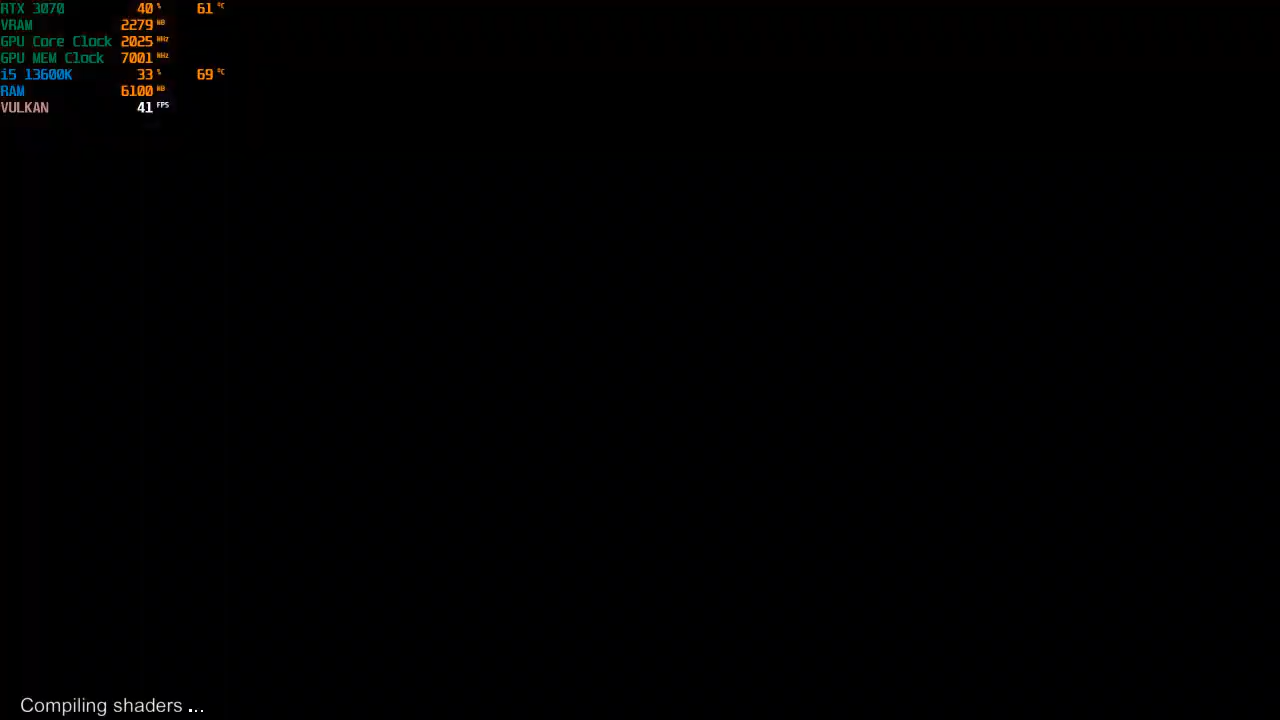 RTX 3070 40 % 61 °C
VRAM 2279 MB
GPU Core Clock 2025 MHz
GPU MEM Clock 7001 MHz
i5 13600K 33 % 69 °C
RAM 6100 MB
VULKAN 41 FPS
Compiling shaders ...